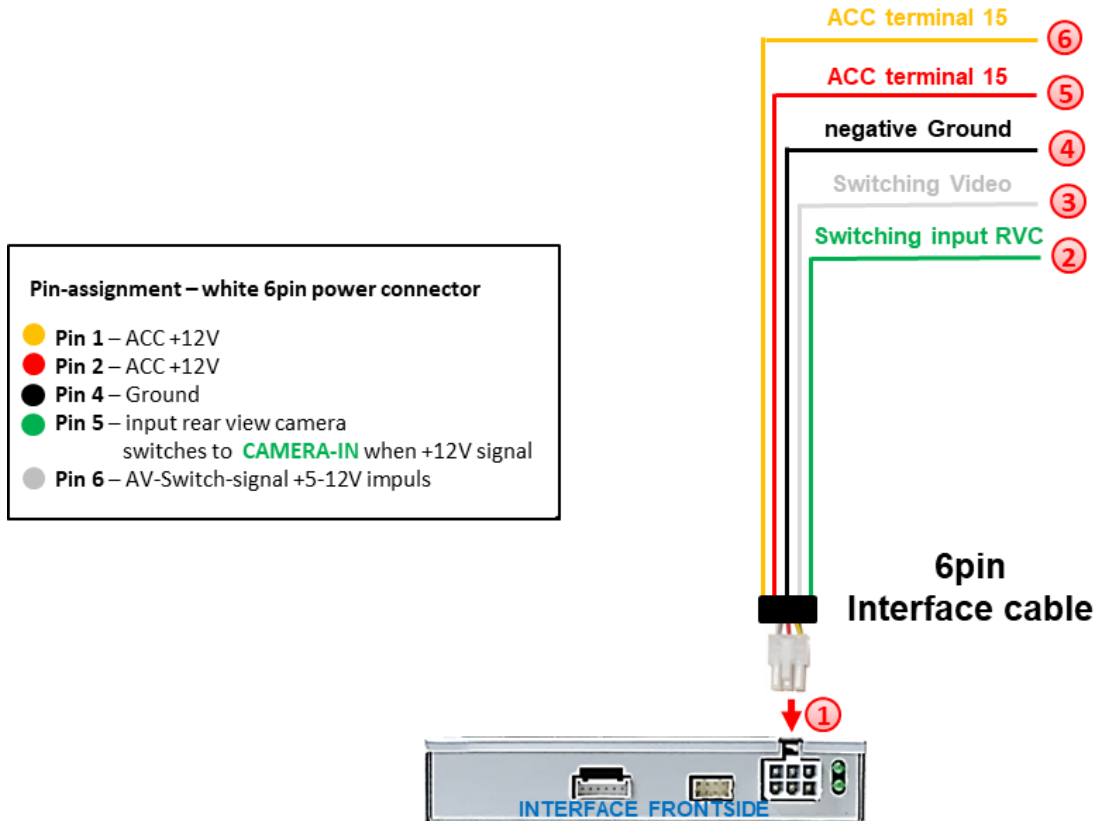 ACC terminal 15
6
ACC terminal 15
5
negative Ground
4
Switching Video
3
Switching input RVC
2
Pin-assignment – white 6pin power connector
Pin 1 – ACC +12V
Pin 2 – ACC +12V
Pin 4 – Ground
Pin 5 – input rear view camera
switches to CAMERA-IN when +12V signal
Pin 6 – AV-Switch-signal +5-12V impuls
6pin
Interface cable
1
INTERFACE FRONTSIDE